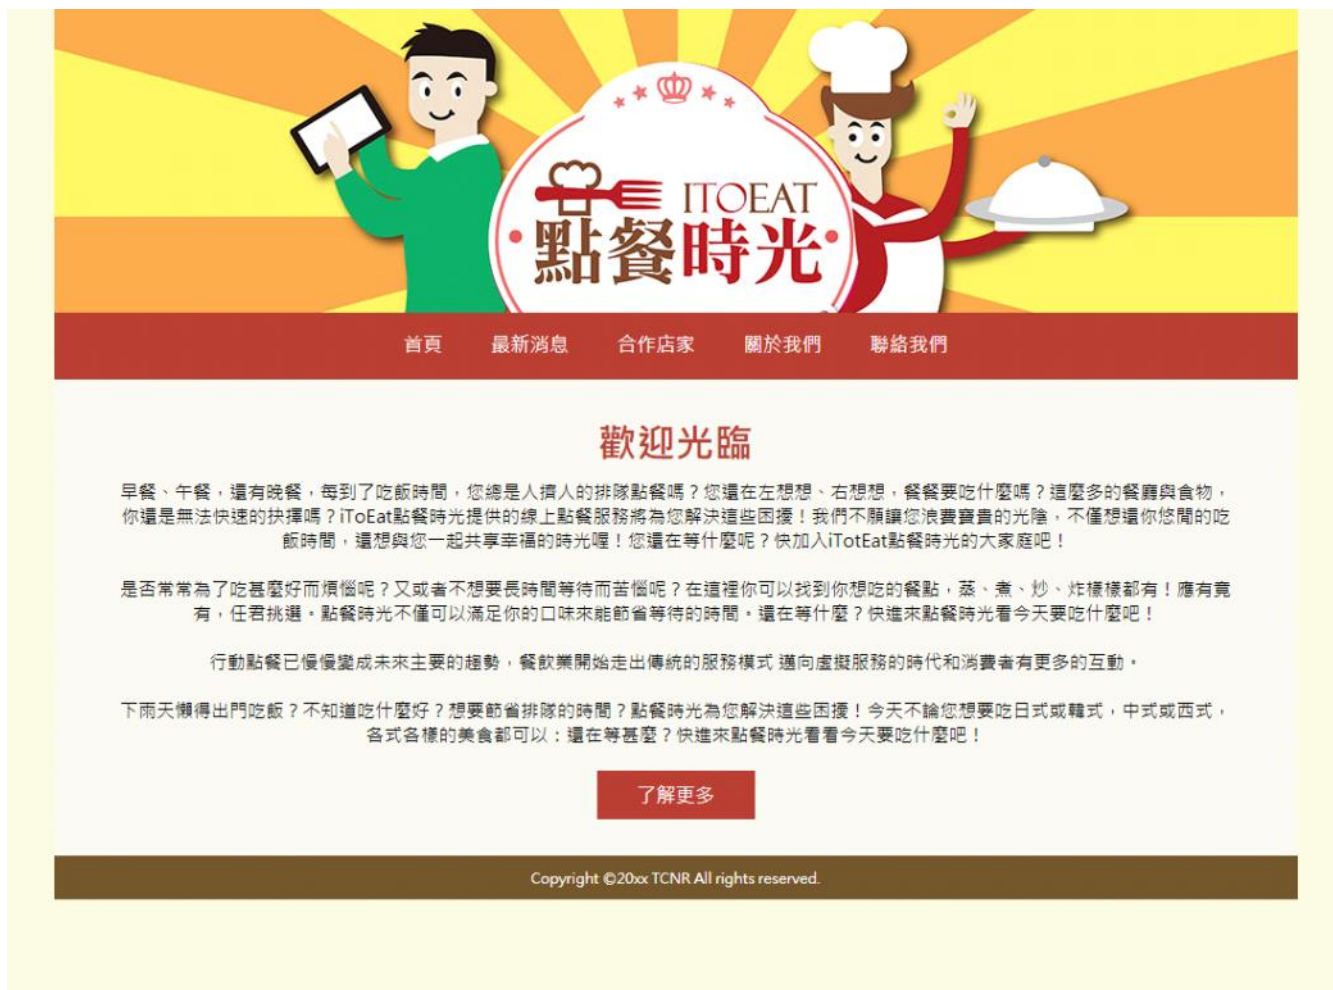 ITOEAT
點餐時光
首頁 最新消息 合作店家 關於我們 聯絡我們
歡迎光臨
早餐、午餐，還有晚餐，每到了吃飯時間，您總是人擠人的排隊點餐嗎？您還在左想想、右想想，餐餐要吃什麼嗎？這麼多的餐廳與食物，
你還是無法快速的抉擇嗎？iToEat點餐時光提供的線上點餐服務將為您解決這些困擾！我們不願讓您浪費寶貴的光陰，不僅想還你悠閒的吃
飯時間，還想與您一起共享幸福的時光喔！您還在等什麼呢？快加入iTotEat點餐時光的大家庭吧！
是否常常為了吃甚麼好而煩惱呢？又或者不想要長時間等待而苦惱呢？在這裡你可以找到你想吃的餐點，蒸、煮、炒、炸樣樣都有！應有竟
有，任君挑選。點餐時光不僅可以滿足你的口味來能節省等待的時間。還在等什麼？快進來點餐時光看今天要吃什麼吧！
行動點餐已慢慢變成未來主要的趨勢，餐飲業開始走出傳統的服務模式 邁向虛擬服務的時代和消費者有更多的互動。
下雨天懶得出門吃飯？不知道吃什麼好？想要節省排隊的時間？點餐時光為您解決這些困擾！今天不論您想要吃日式或韓式，中式或西式，
各式各樣的美食都可以：還在等甚麼？快進來點餐時光看看今天要吃什麼吧！
了解更多
Copyright ©20xx TCNR All rights reserved.